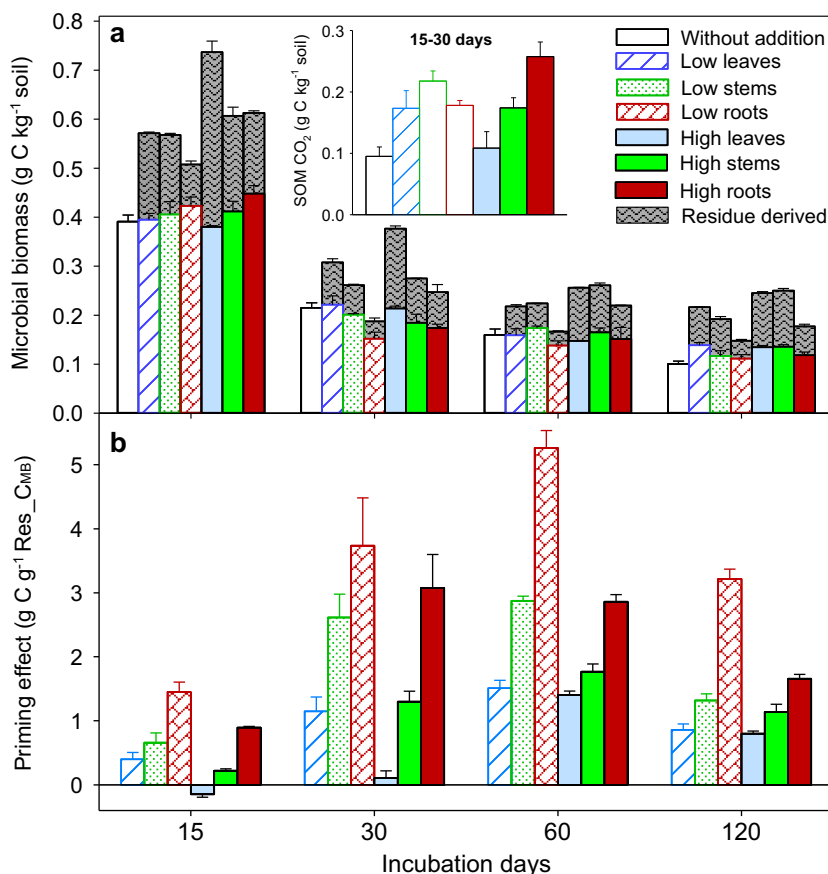 a
Microbial biomass (g C kg⁻¹ soil)
0.8
0.7
0.6
0.5
0.4
0.3
0.2
0.1
0.0
15-30 days
SOM CO₂ (g C kg⁻¹ soil)
0.3
0.2
0.1
0.0
Without addition
Low leaves
Low stems
Low roots
High leaves
High stems
High roots
Residue derived
b
Priming effect (g C g⁻¹ Res_CMB)
5
4
3
2
1
0
15 30 60 120
Incubation days